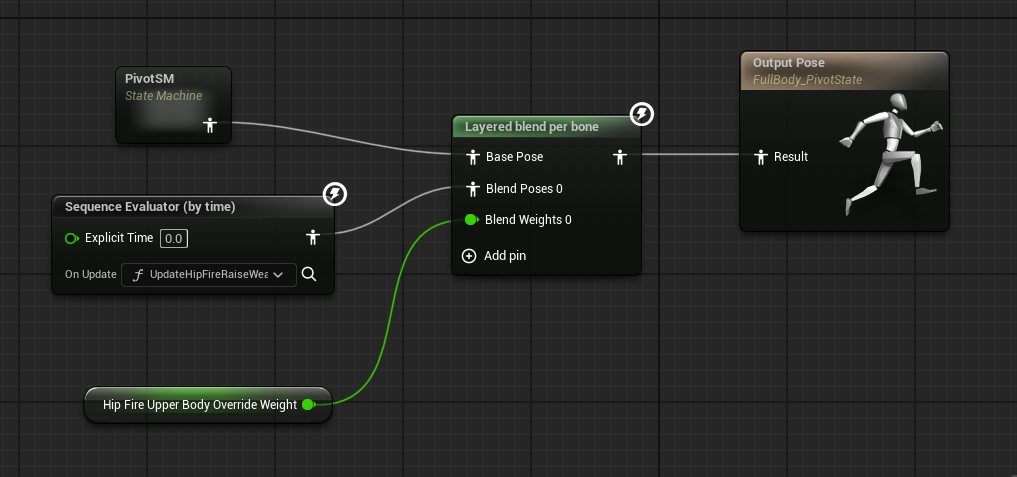 PivotSM
State Machine
Sequence Evaluator (by time)
Explicit Time 0.0
On Update UpdateHipFireRaiseWea
Hip Fire Upper Body Override Weight
Layered blend per bone
Base Pose
Blend Poses 0
Blend Weights 0
Add pin
Output Pose
FullBody_PivotState
Result